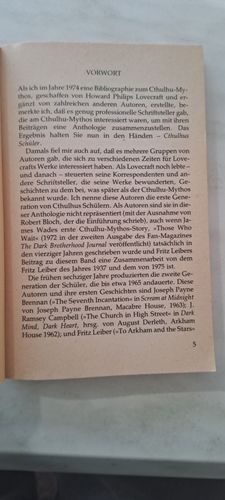 VORWORT
Als ich im Jahre 1974 eine Bibliographie zum Cthulhu-My-
thos, geschaffen von Howard Philips Lovecraft und er-
gänzt von zahlreichen anderen Autoren, erstellte, be-
merkte ich, daß es genug professionelle Schriftsteller gab,
die am Cthulhu-Mythos interessiert waren, um mit ihren
Beiträgen eine Anthologie zusammenzustellen. Das
Ergebnis halten Sie nun in den Händen – Cthulhus
Schüler.
Damals fiel mir auch auf, daß es mehrere Gruppen von
Autoren gab, die sich zu verschiedenen Zeiten für Love-
crafts Werke interessiert haben. Als Lovecraft noch lebte –
und danach – steuerten seine Korrespondenten und an-
dere Schriftsteller, die seine Werke bewunderten, Ge-
schichten zu dem bei, was später als der Cthulhu-Mythos
bekannt wurde. Ich nenne diese Autoren die erste Gene-
ration von Cthulhus Schülern. Als Autoren sind sie in die-
ser Anthologie nicht präsentiert (mit der Ausnahme von
Robert Bloch, der die Einführung schrieb), auch wenn Ja-
mes Wades erste Cthulhu-Mythos-Story, »Those Who
Wait« (1972 in der zweiten Ausgabe des Fan-Magazines
The Dark Brotherhood Journal veröffentlicht) tatsächlich in
den vierziger Jahren geschrieben wurde und Fritz Leibers
Beitrag zu diesem Band eine Zusammenarbeit von dem
Fritz Leiber des Jahres 1937 und dem von 1975 ist.
Die frühen sechziger Jahre produzierten die zweite Ge-
neration der Schüler, die bis etwa 1965 andauerte. Diese
Autoren und ihre ersten Geschichten sind Joseph Payne
Brennan (»The Seventh Incantation« in Scream at Midnight
von Joseph Payne Brennan, Macabre House, 1963); J.
Ramsey Campbell (»The Church in High Street« in Dark
Mind, Dark Heart, hrsg. von August Derleth, Arkham
House 1962); und Fritz Leiber (»To Arkham and the Stars«
5